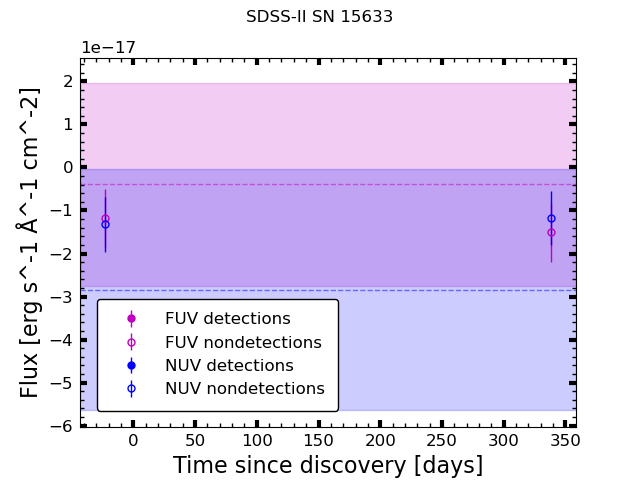 SDSS-II SN 15633
1e−17
2
1
0
−1
−2
−3
−4
−5
−6
Flux [erg s^-1 Å^-1 cm^-2]
FUV detections
FUV nondetections
NUV detections
NUV nondetections
0 50 100 150 200 250 300 350
Time since discovery [days]